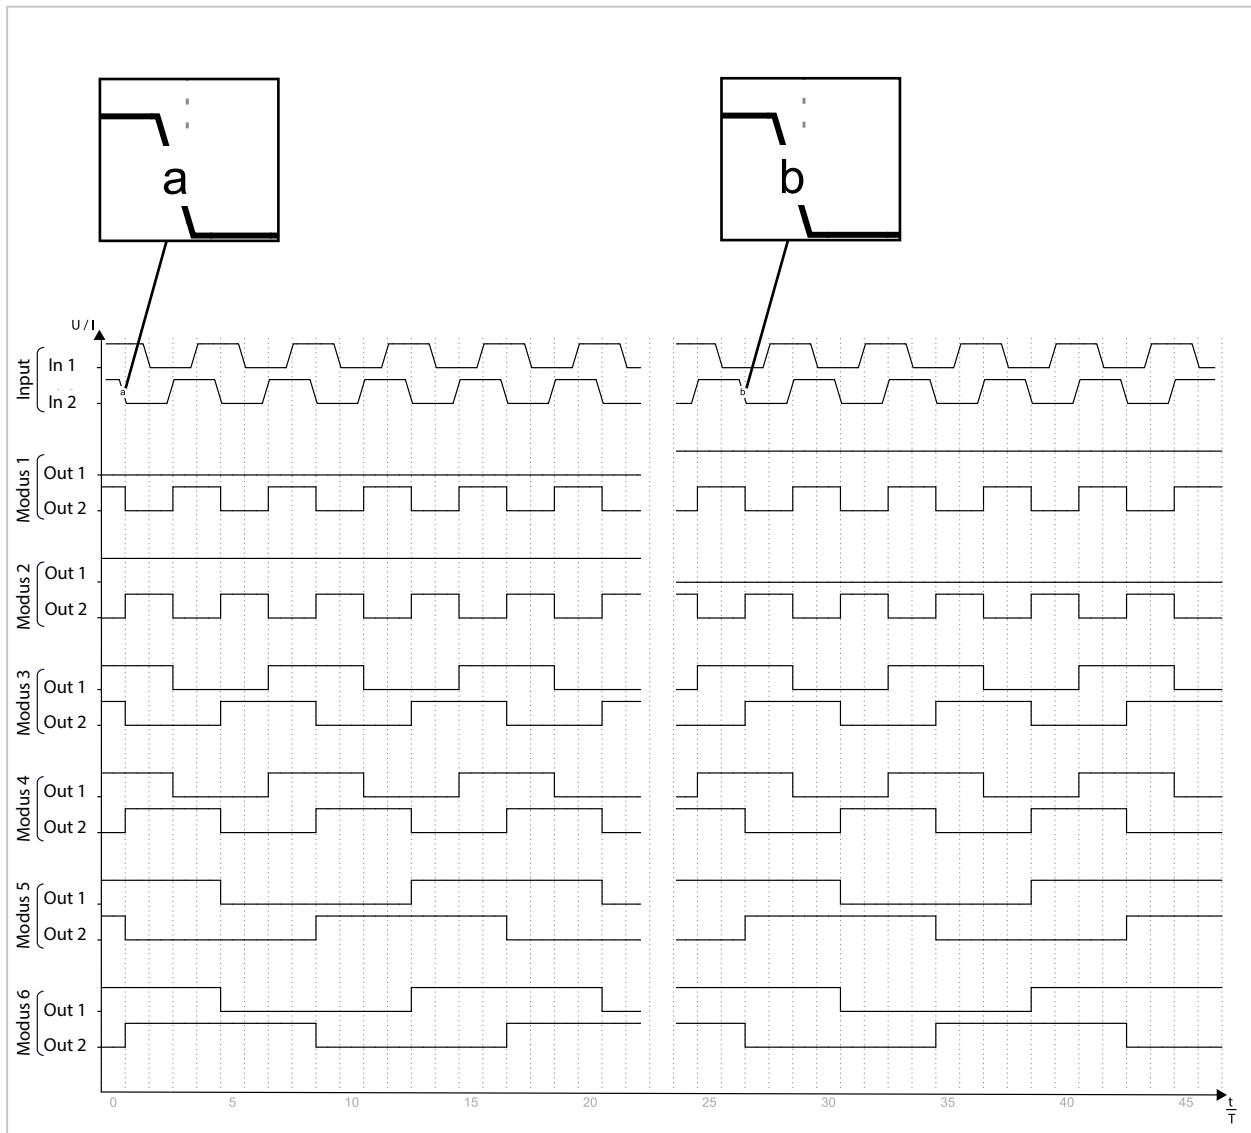 a
b
U / I
Input
In 1
a
b
In 2
Modus 1
Out 1
Out 2
Modus 2
Out 1
Out 2
Modus 3
Out 1
Out 2
Modus 4
Out 1
Out 2
Modus 5
Out 1
Out 2
Modus 6
Out 1
Out 2
0 5 10 15 20 25 30 35 40 45
t
T